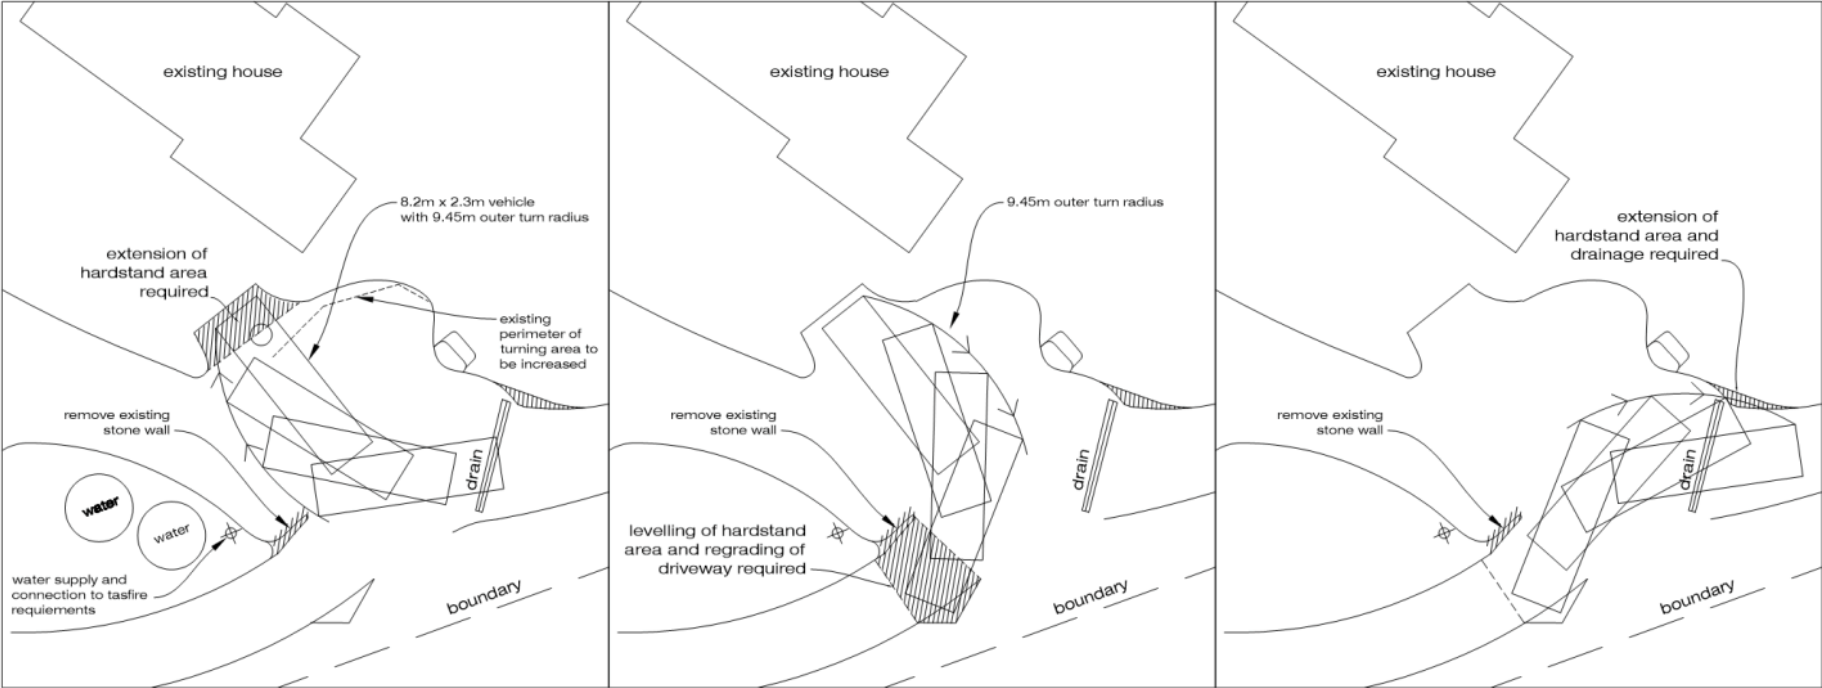 existing house
8.2m x 2.3m vehicle
with 9.45m outer turn radius
extension of
hardstand area
required
existing
perimeter of
turning area to
be increased
remove existing
stone wall
drain
water
water
water supply and
connection to tasfire
requiements
boundary
existing house
9.45m outer turn radius
remove existing
stone wall
drain
levelling of hardstand
area and regrading of
driveway required
boundary
existing house
extension of
hardstand area and
drainage required
remove existing
stone wall
drain
boundary